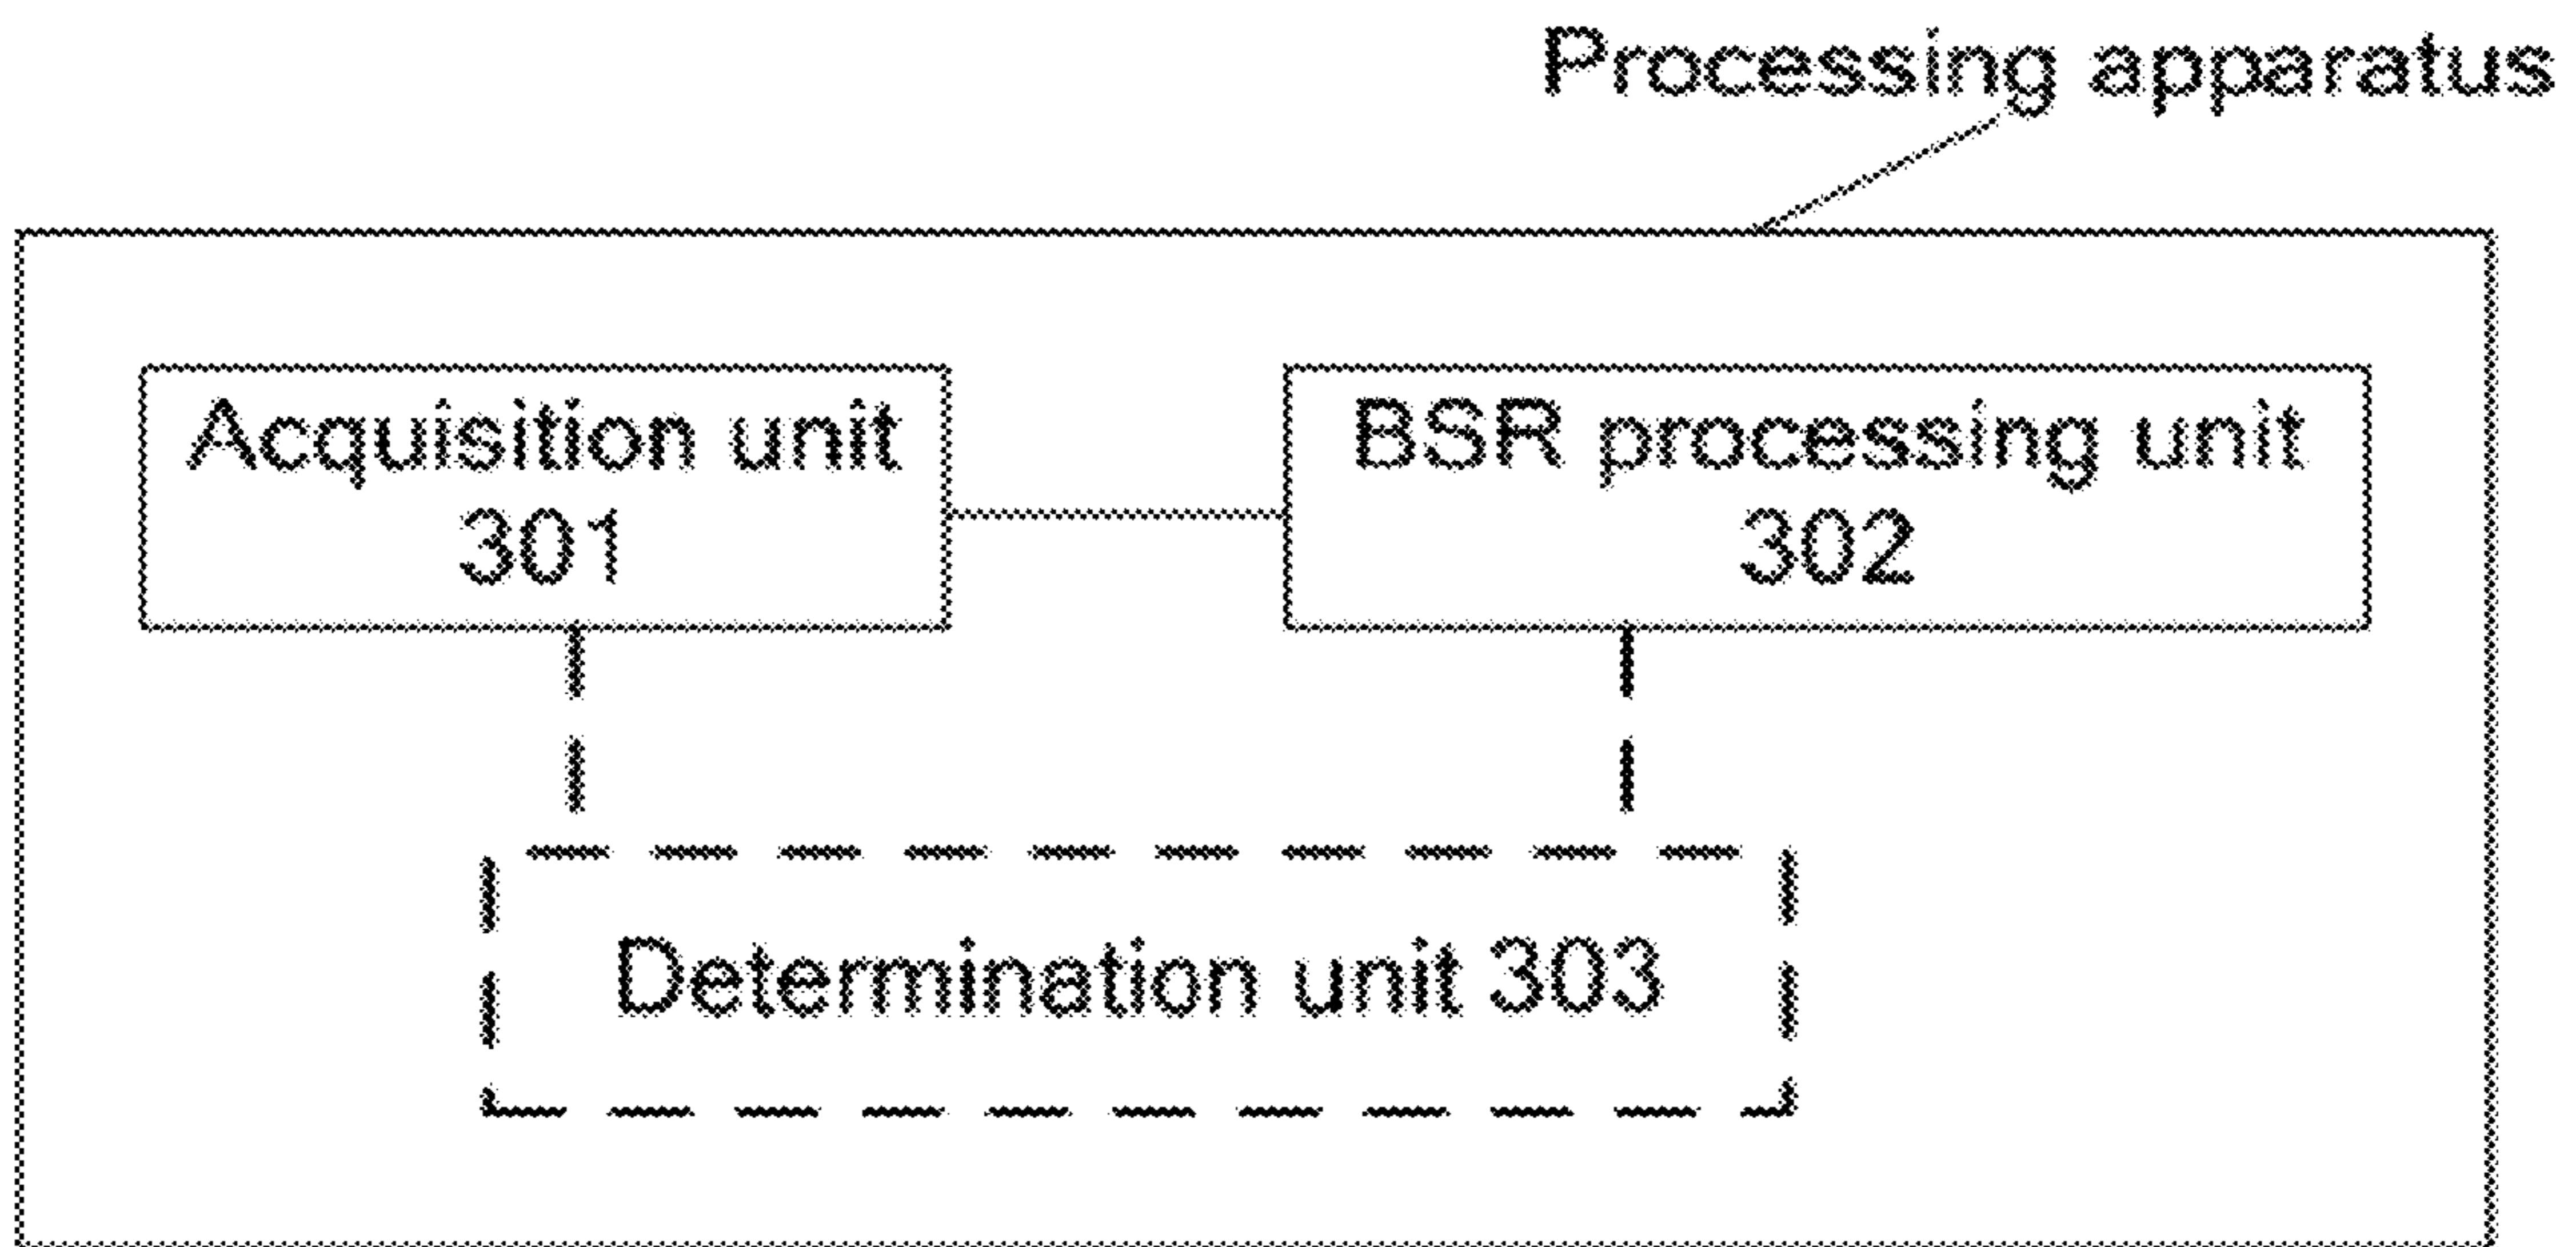 Processing apparatus
Acquisition unit
301
BSR processing unit
302
Determination unit 303